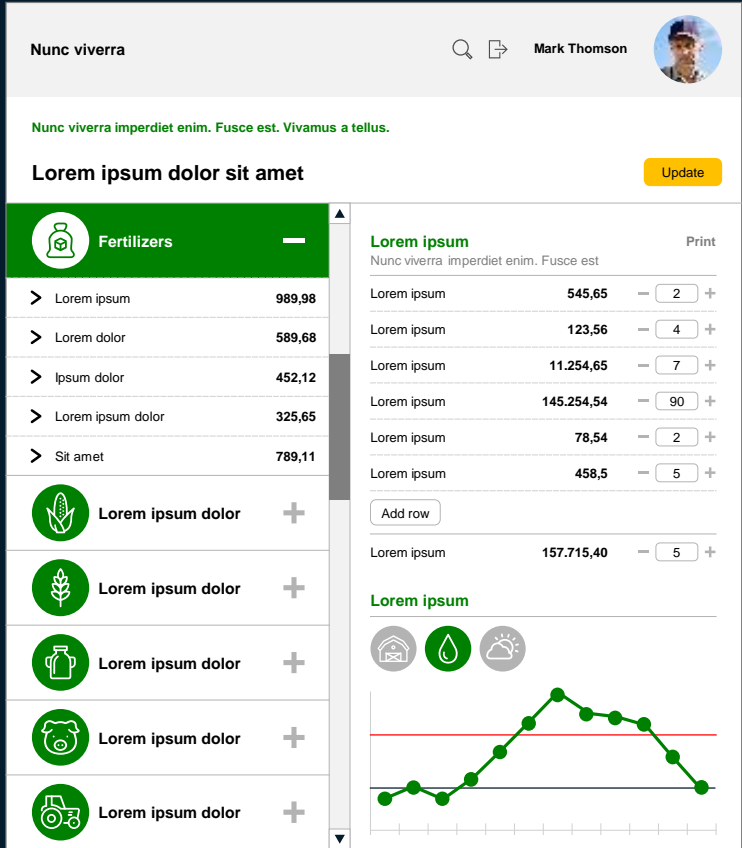 Nunc viverra
Mark Thomson
Nunc viverra imperdiet enim. Fusce est. Vivamus a tellus.
Lorem ipsum dolor sit amet
Update
Fertilizers
Lorem ipsum 989,98
Lorem dolor 589,68
Ipsum dolor 452,12
Lorem ipsum dolor 325,65
Sit amet 789,11
Lorem ipsum dolor
Lorem ipsum dolor
Lorem ipsum dolor
Lorem ipsum dolor
Lorem ipsum dolor
Lorem ipsum Print
Nunc viverra imperdiet enim. Fusce est
Lorem ipsum 545,65 2
Lorem ipsum 123,56 4
Lorem ipsum 11.254,65 7
Lorem ipsum 145.254,54 90
Lorem ipsum 78,54 2
Lorem ipsum 458,5 5
Add row
Lorem ipsum 157.715,40 5
Lorem ipsum